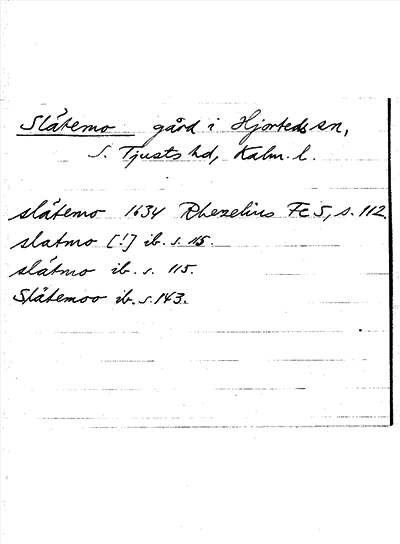 Slåtemo gård i Hjorteds sn,
S. Tjusts hd, Kalm. l.
slåtemo 1634 Rhezelius Fc 5, s. 112.
slatmo [!] ib. s. 115.
slåtmo ib. s. 115.
Slåtemoo ib. s. 143.